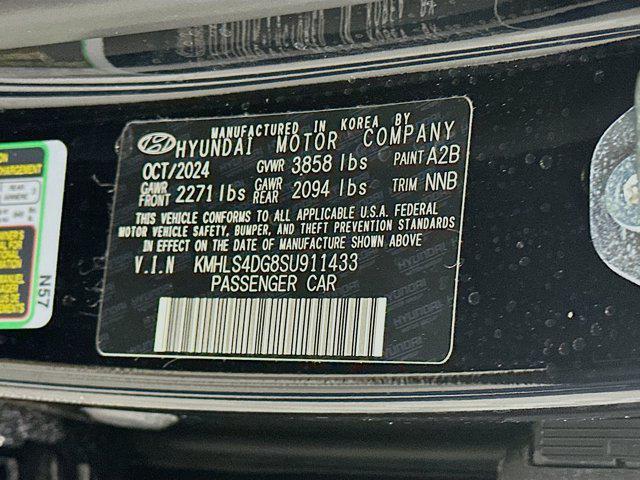 MANUFACTURED IN KOREA BY
HYUNDAI MOTOR COMPANY
OCT/2024 GVWR 3858 lbs PAINT A2B
GAWR FRONT 2271 lbs GAWR REAR 2094 lbs TRIM NNB
THIS VEHICLE CONFORMS TO ALL APPLICABLE U.S.A. FEDERAL
MOTOR VEHICLE SAFETY, BUMPER, AND THEFT PREVENTION STANDARDS
IN EFFECT ON THE DATE OF MANUFACTURE SHOWN ABOVE
V.I.N KMHLS4DG8SU911433
PASSENGER CAR
N57